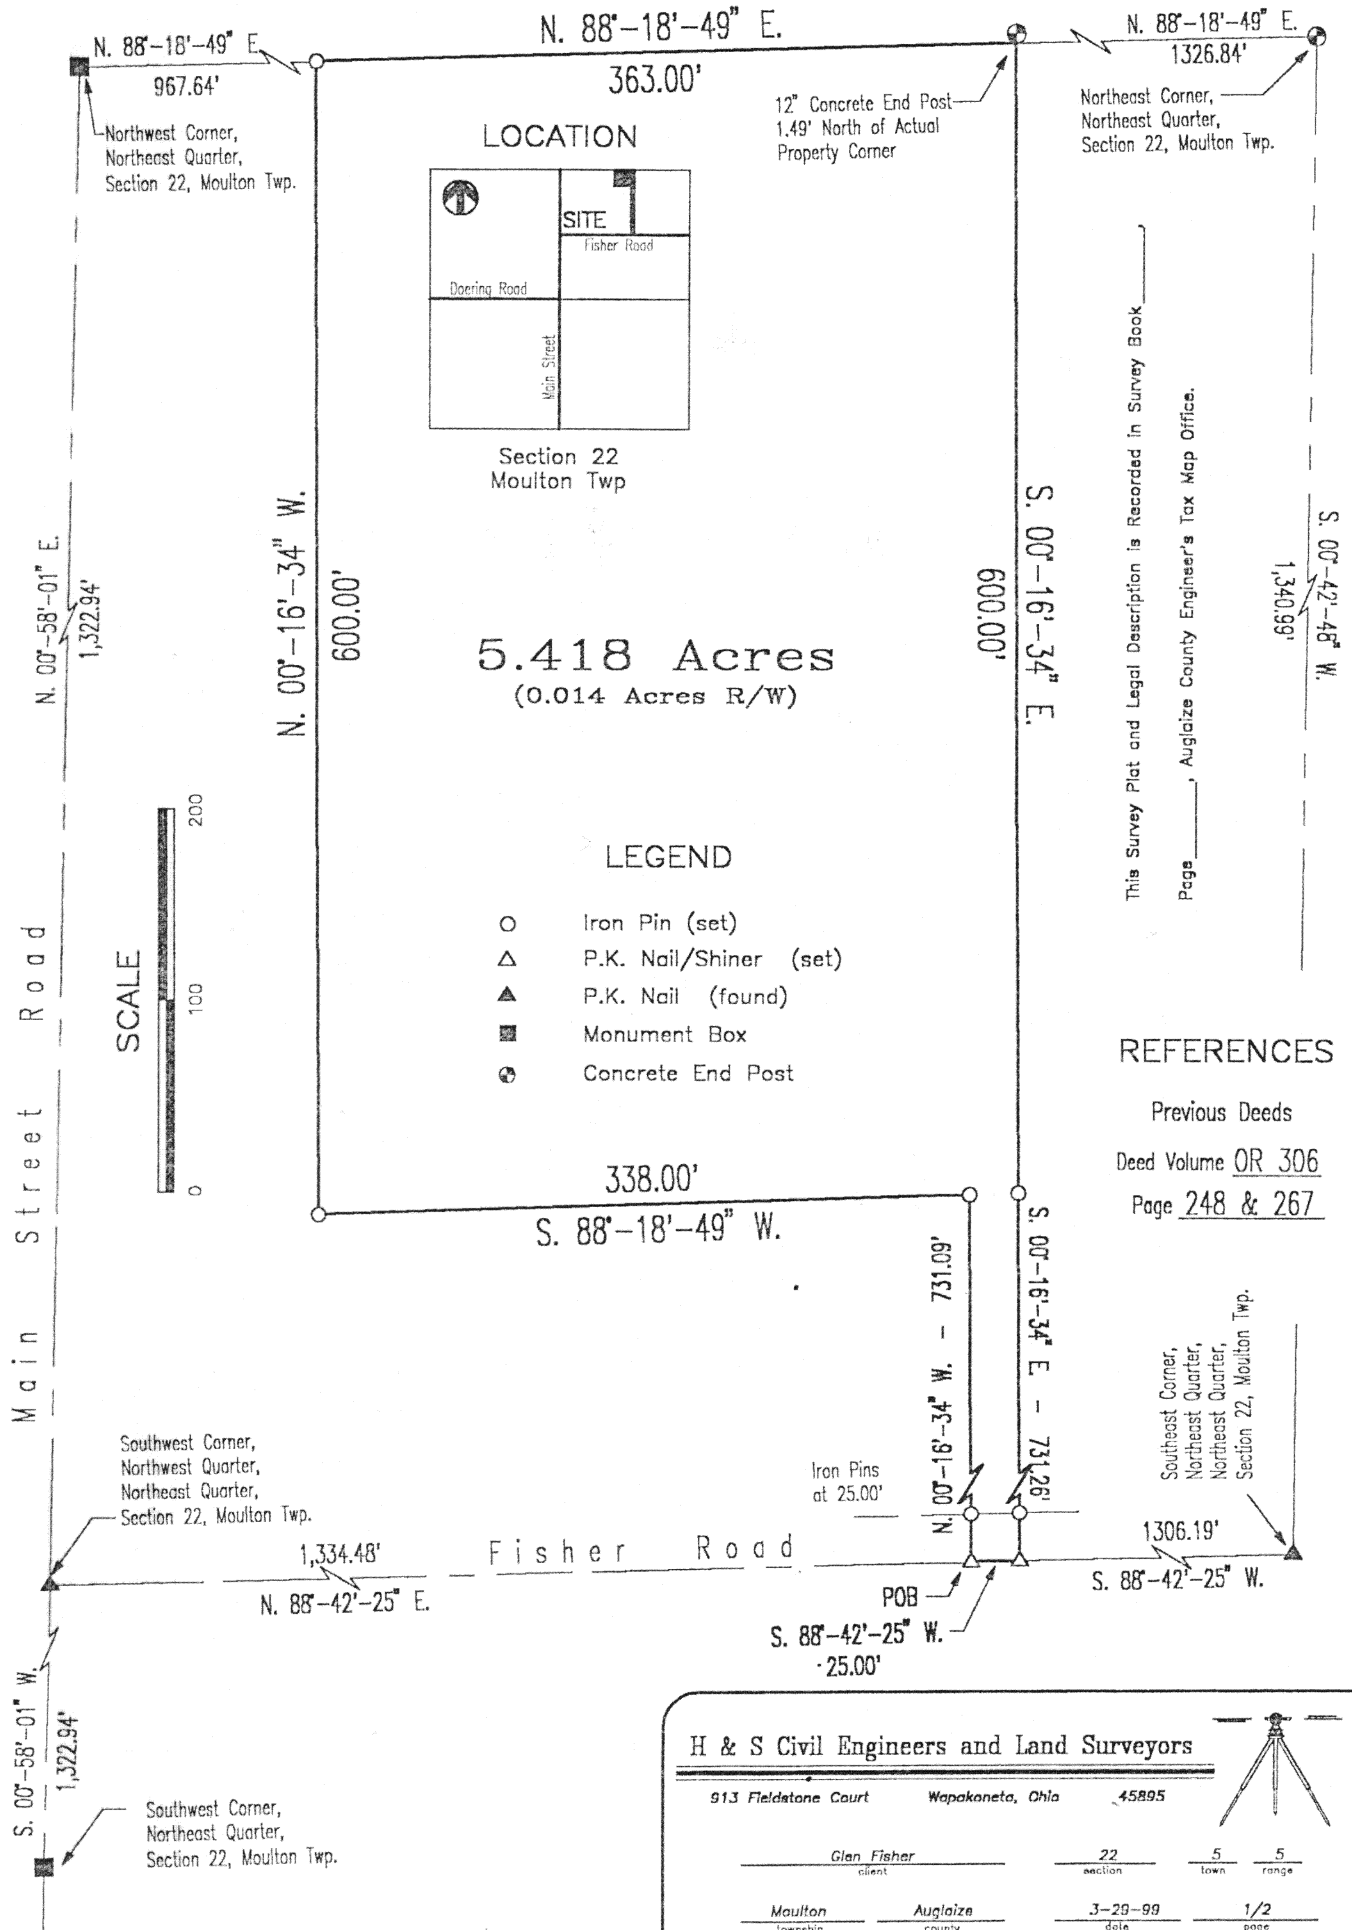 N. 88°-18'-49" E.
967.64'
N. 88°-18'-49" E.
363.00'
N. 88°-18'-49" E.
1326.84'
Northwest Corner,
Northeast Quarter,
Section 22, Moulton Twp.
12" Concrete End Post
1.49' North of Actual
Property Corner
Northeast Corner,
Northeast Quarter,
Section 22, Moulton Twp.
LOCATION
SITE
Fisher Road
Doering Road
Main Street
Section 22
Moulton Twp
N. 00°-58'-01" E.
1,322.94'
N. 00°-16'-34" W.
600.00'
S. 00°-16'-34" E.
600.00'
This Survey Plat and Legal Description is Recorded in Survey Book
Page ______, Auglaize County Engineer's Tax Map Office.
S. 00°-42'-48" W.
1,340.99'
5.418 Acres
(0.014 Acres R/W)
SCALE
0 100 200
LEGEND
Iron Pin (set)
P.K. Nail/Shiner (set)
P.K. Nail (found)
Monument Box
Concrete End Post
Main Street Road
REFERENCES
Previous Deeds
Deed Volume OR 306
Page 248 & 267
338.00'
S. 88°-18'-49" W.
N. 00°-16'-34" W. - 731.09'
S. 00°-16'-34" E - 731.26'
Southeast Corner,
Northeast Quarter,
Northeast Quarter,
Section 22, Moulton Twp.
Southwest Corner,
Northwest Quarter,
Northeast Quarter,
Section 22, Moulton Twp.
Iron Pins
at 25.00'
1,334.48'
N. 88°-42'-25" E.
Fisher Road
1306.19'
S. 88°-42'-25" W.
POB
S. 88°-42'-25" W.
25.00'
S. 00°-58'-01" W.
1,322.94'
Southwest Corner,
Northeast Quarter,
Section 22, Moulton Twp.
H & S Civil Engineers and Land Surveyors
913 Fieldstone Court Wapakoneta, Ohio 45895
Glen Fisher 22 5 5
client section town range
Moulton Auglaize 3-29-99 1/2
township county date page